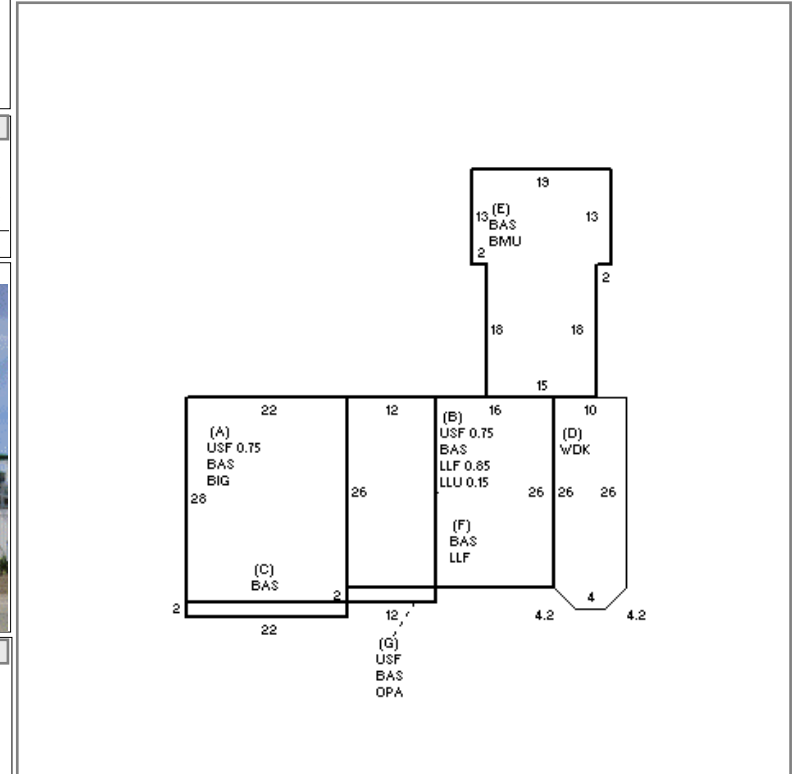 19
13
(E)
13
BAS
BMU
2
2
18
18
15
22
12
16
10
(A)
USF 0.75
BAS
BIG
(B)
USF 0.75
BAS
LLF 0.85
LLU 0.15
(D)
WDK
28
26
26
26
26
(F)
BAS
LLF
(C)
BAS
2
2
22
12
4.2
4
4.2
(G)
USF
BAS
OPA